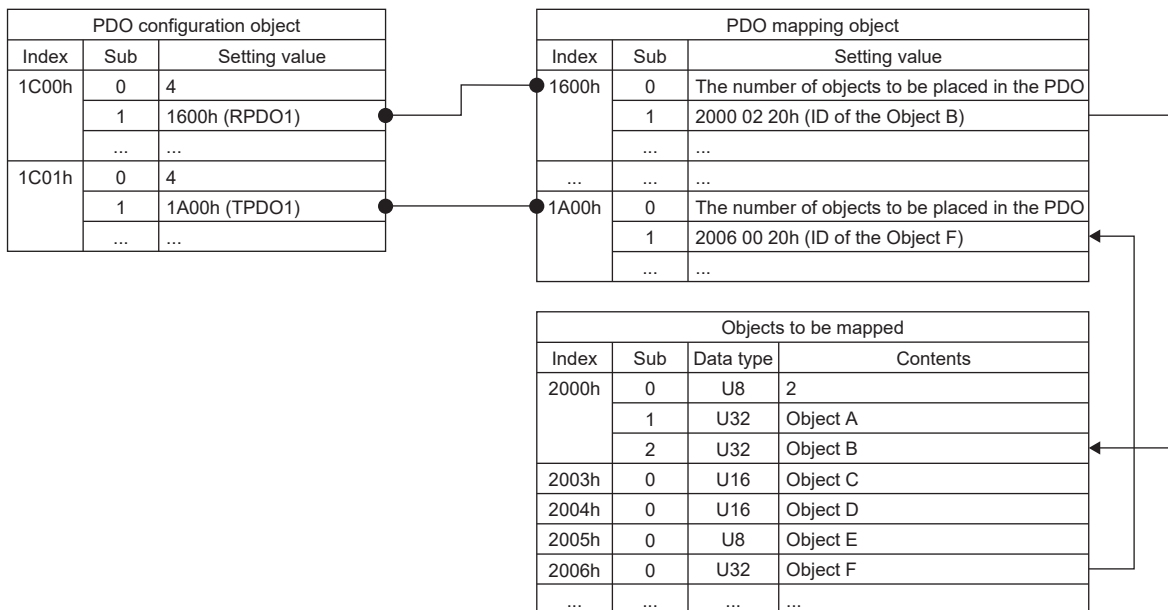 PDO configuration object
Index Sub Setting value
1C00h 0 4
1 1600h (RPDO1)
... ...
1C01h 0 4
1 1A00h (TPDO1)
... ...
PDO mapping object
Index Sub Setting value
1600h 0 The number of objects to be placed in the PDO
1 2000 02 20h (ID of the Object B)
... ...
... ... ...
1A00h 0 The number of objects to be placed in the PDO
1 2006 00 20h (ID of the Object F)
... ...
Objects to be mapped
Index Sub Data type Contents
2000h 0 U8 2
1 U32 Object A
2 U32 Object B
2003h 0 U16 Object C
2004h 0 U16 Object D
2005h 0 U8 Object E
2006h 0 U32 Object F
... ... ... ...